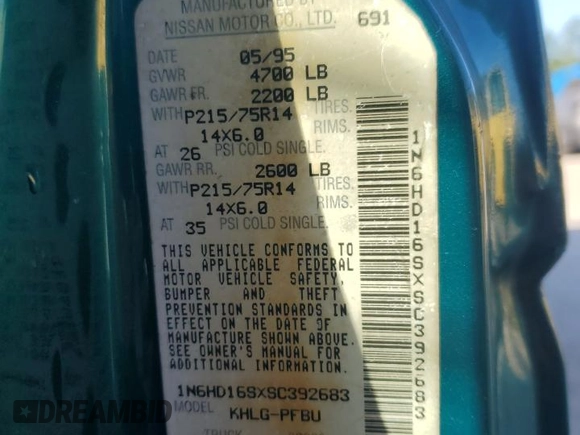 MANUFACTURED BY
NISSAN MOTOR CO., LTD. 691
DATE 05/95
GVWR 4700 LB
GAWR FR. 2200 LB
WITH P215/75R14 TIRES,
14X6.0 RIMS.
AT 26 PSI COLD SINGLE.
GAWR RR. 2600 LB
WITH P215/75R14 TIRES,
14X6.0 RIMS.
AT 35 PSI COLD SINGLE.
THIS VEHICLE CONFORMS TO
ALL APPLICABLE FEDERAL
MOTOR VEHICLE SAFETY,
BUMPER AND THEFT
PREVENTION STANDARDS IN
EFFECT ON THE DATE OF
MANUFACTURE SHOWN ABOVE.
SEE OWNER'S MANUAL FOR
ADDITIONAL INFORMATION.
1N6HD16SXSC392683
MODEL KHLG-PFBU
TRUCK
1N6HD16SXSC392683
DREAMBID